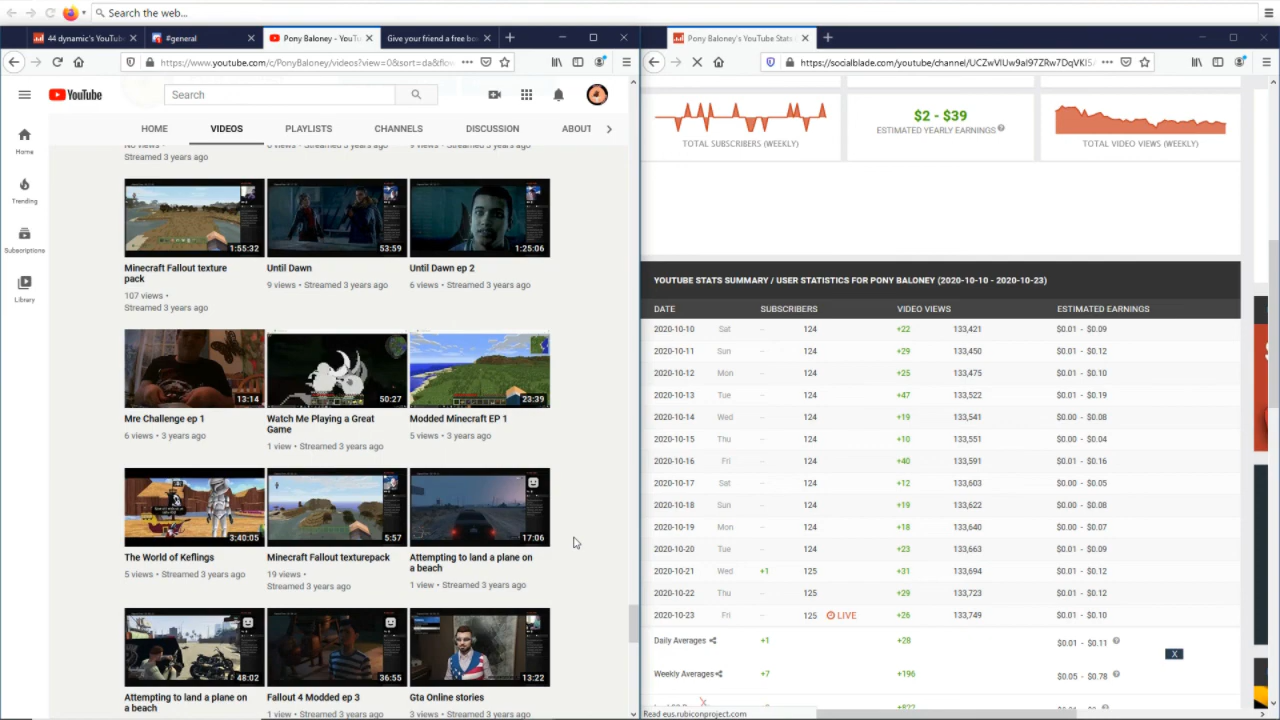 Search the web...
44 dynamic's YouTub
#general
Pony Baloney - YouTu
Give your friend a free bo
https://www.youtube.com/c/PonyBaloney/videos?view=0&sort=da&flow
YouTube
Search
HOME
VIDEOS
PLAYLISTS
CHANNELS
DISCUSSION
ABOUT
Home
Trending
Subscriptions
Library
No views •
Streamed 3 years ago
Streamed 3 years ago
Streamed 3 years ago
1:55:32
53:59
1:25:06
Minecraft Fallout texture
pack
107 views •
Streamed 3 years ago
Until Dawn
9 views • Streamed 3 years ago
Until Dawn ep 2
6 views • Streamed 3 years ago
13:14
50:27
23:39
Mre Challenge ep 1
6 views • 3 years ago
Watch Me Playing a Great
Game
1 view • Streamed 3 years ago
Modded Minecraft EP 1
5 views • 3 years ago
3:40:05
5:57
17:06
The World of Keflings
5 views • Streamed 3 years ago
Minecraft Fallout texturepack
19 views •
Streamed 3 years ago
Attempting to land a plane on
a beach
1 view • Streamed 3 years ago
48:02
36:55
13:22
Attempting to land a plane on
a beach
Fallout 4 Modded ep 3
1 view • Streamed 3 years ago
Gta Online stories
3 views • Streamed 3 years ago
Pony Baloney's YouTube Stats
https://socialblade.com/youtube/channel/
TOTAL SUBSCRIBERS (WEEKLY)
$2 - $39
ESTIMATED YEARLY EARNINGS
TOTAL VIDEO VIEWS (WEEKLY)
YOUTUBE STATS SUMMARY / USER STATISTICS FOR PONY BALONEY (2020-10-10 - 2020-10-23)
DATE SUBSCRIBERS VIDEO VIEWS ESTIMATED EARNINGS
2020-10-10 Sat -- 124 +22 133,421 $0.01 - $0.09
2020-10-11 Sun -- 124 +29 133,450 $0.01 - $0.12
2020-10-12 Mon -- 124 +25 133,475 $0.01 - $0.10
2020-10-13 Tue -- 124 +47 133,522 $0.01 - $0.19
2020-10-14 Wed -- 124 +19 133,541 $0.00 - $0.08
2020-10-15 Thu -- 124 +10 133,551 $0.00 - $0.04
2020-10-16 Fri -- 124 +40 133,591 $0.01 - $0.16
2020-10-17 Sat -- 124 +12 133,603 $0.00 - $0.05
2020-10-18 Sun -- 124 +19 133,622 $0.00 - $0.08
2020-10-19 Mon -- 124 +18 133,640 $0.00 - $0.07
2020-10-20 Tue -- 124 +23 133,663 $0.01 - $0.09
2020-10-21 Wed +1 125 +31 133,694 $0.01 - $0.12
2020-10-22 Thu -- 125 +29 133,723 $0.01 - $0.12
2020-10-23 Fri -- 125 LIVE +26 133,749 $0.01 - $0.10
Daily Averages +1 +28 $0.01 - $0.11
X
Weekly Averages +7 +196 $0.05 - $0.78
Read eus.rubiconproject.com